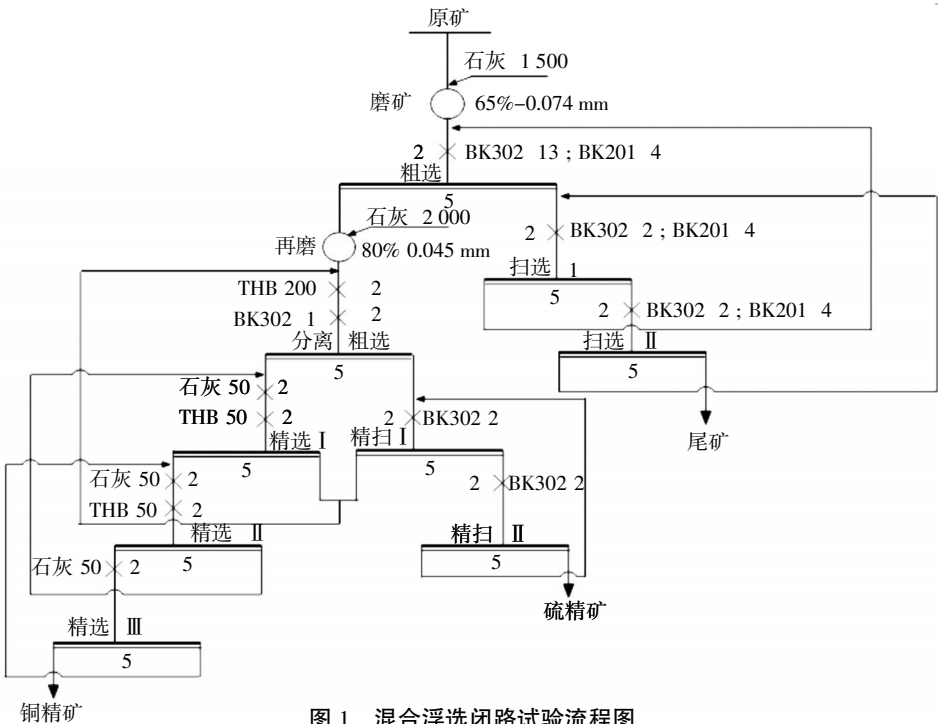 原矿
石灰 1 500
磨矿 65%-0.074 mm
2 BK302 13 ; BK201 4
粗选
5
石灰 2 000
再磨 80% 0.045 mm
2 BK302 2 ; BK201 4
扫选 1
5
THB 200 2
BK302 1 2
2 BK302 2 ; BK201 4
分离 粗选
5
扫选 Ⅱ
5
石灰 50 2
THB 50 2
2 BK302 2
尾矿
精选 Ⅰ
5
精扫 Ⅰ
5
石灰 50 2
THB 50 2
2 BK302 2
精选 Ⅱ
5
精扫 Ⅱ
5
石灰 50 2
硫精矿
精选 Ⅲ
5
铜精矿
图 1 混合浮选闭路试验流程图